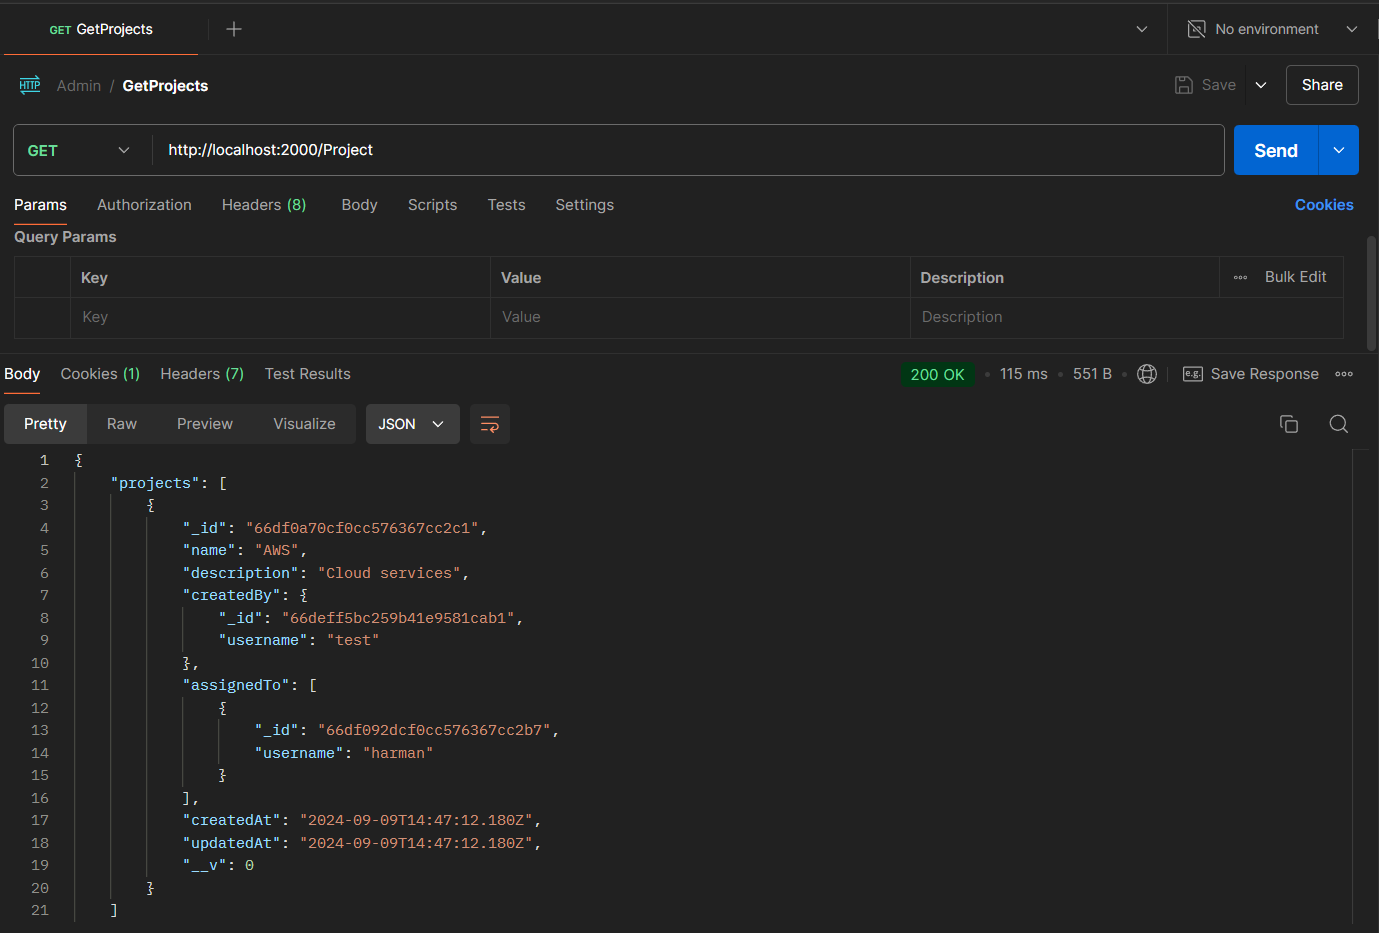 GET GetProjects
No environment
HTTP Admin / GetProjects
Save
Share
GET http://localhost:2000/Project
Send
Params Authorization Headers (8) Body Scripts Tests Settings
Cookies
Query Params
Key Value Description Bulk Edit
Key Value Description
Body Cookies (1) Headers (7) Test Results
200 OK • 115 ms • 551 B •
e.g. Save Response
Pretty Raw Preview Visualize JSON
1 {
2 "projects": [
3 {
4 "_id": "66df0a70cf0cc576367cc2c1",
5 "name": "AWS",
6 "description": "Cloud services",
7 "createdBy": {
8 "_id": "66deff5bc259b41e9581cab1",
9 "username": "test"
10 },
11 "assignedTo": [
12 {
13 "_id": "66df092dcf0cc576367cc2b7",
14 "username": "harman"
15 }
16 ],
17 "createdAt": "2024-09-09T14:47:12.180Z",
18 "updatedAt": "2024-09-09T14:47:12.180Z",
19 "__v": 0
20 }
21 ]